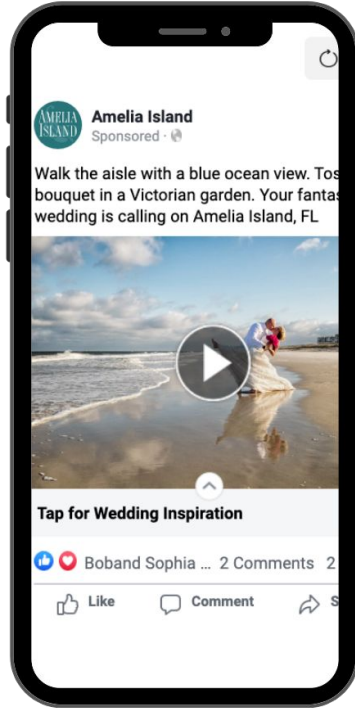 AMELIA
ISLAND
Amelia Island
Sponsored ·
Walk the aisle with a blue ocean view. Tos
bouquet in a Victorian garden. Your fantas
wedding is calling on Amelia Island, FL
Tap for Wedding Inspiration
Boband Sophia ... 2 Comments 2
Like Comment S